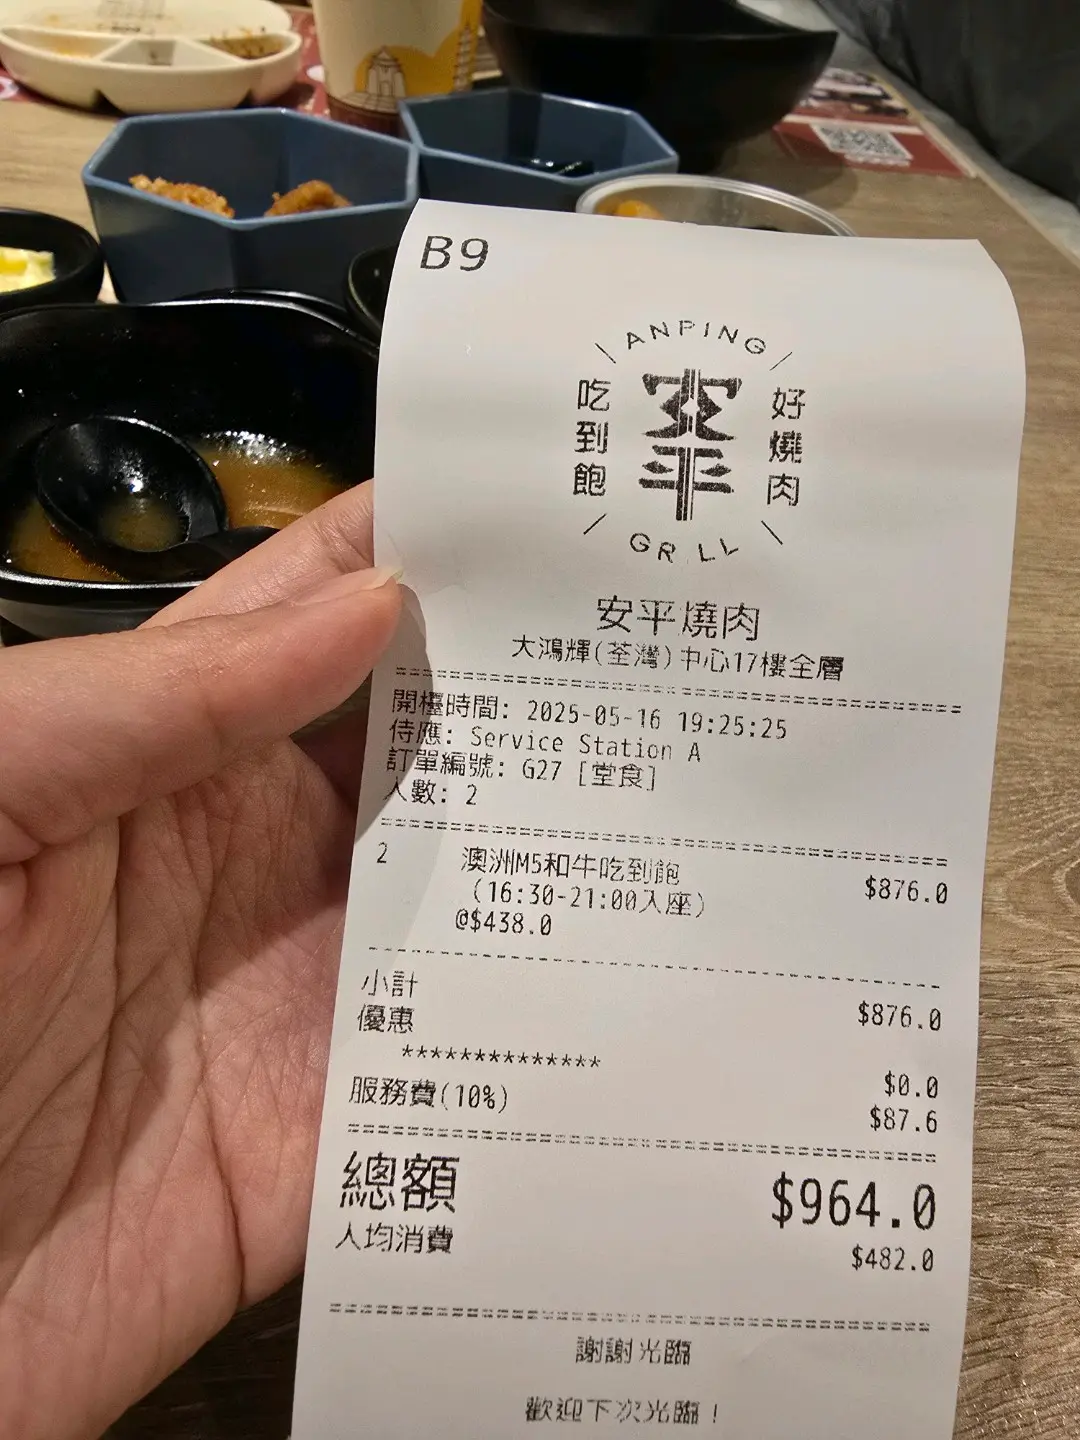 B9
ANPING
吃到飽
安平
好燒肉
GRILL
安平燒肉
大鴻輝(荃灣)中心17樓全層
開檯時間: 2025-05-16 19:25:25
侍應: Service Station A
訂單編號: G27 [堂食]
人數: 2
2 澳洲M5和牛吃到飽 $876.0
(16:30-21:00入座)
@$438.0
小計 $876.0
優惠
************** $0.0
服務費(10%) $87.6
總額 $964.0
人均消費 $482.0
謝謝光臨
歡迎下次光臨!